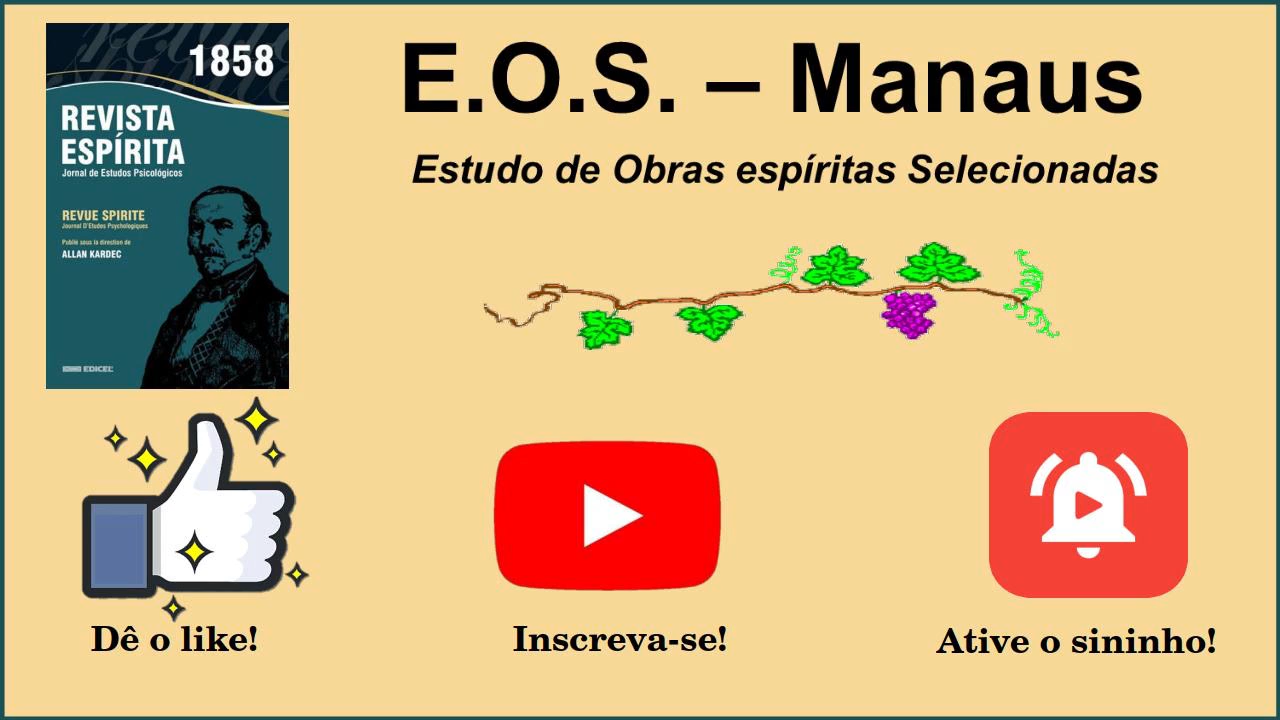 1858
REVISTA
ESPÍRITA
Jornal de Estudos Psicológicos
REVUE SPIRITE
Journal D'Etudes Psychologiques
Publié sous la direction de
ALLAN KARDEC
EDICEL
E.O.S. – Manaus
Estudo de Obras espíritas Selecionadas
Dê o like!
Inscreva-se!
Ative o sininho!